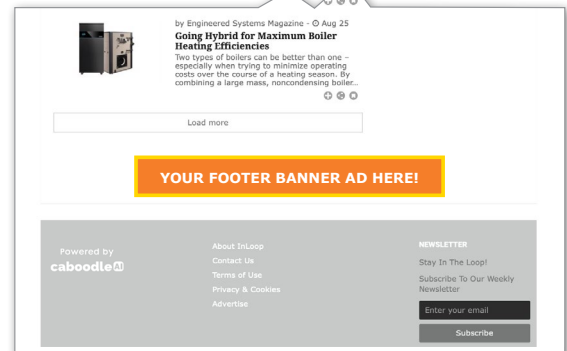 by Engineered Systems Magazine - Aug 25
Going Hybrid for Maximum Boiler
Heating Efficiencies
Two types of boilers can be better than one –
especially when trying to minimize operating
costs over the course of a heating season. By
combining a large mass, noncondensing boiler...
Load more
YOUR FOOTER BANNER AD HERE!
Powered by
caboodle AI
About InLoop
Contact Us
Terms of Use
Privacy & Cookies
Advertise
NEWSLETTER
Stay In The Loop!
Subscribe To Our Weekly
Newsletter
Enter your email
Subscribe